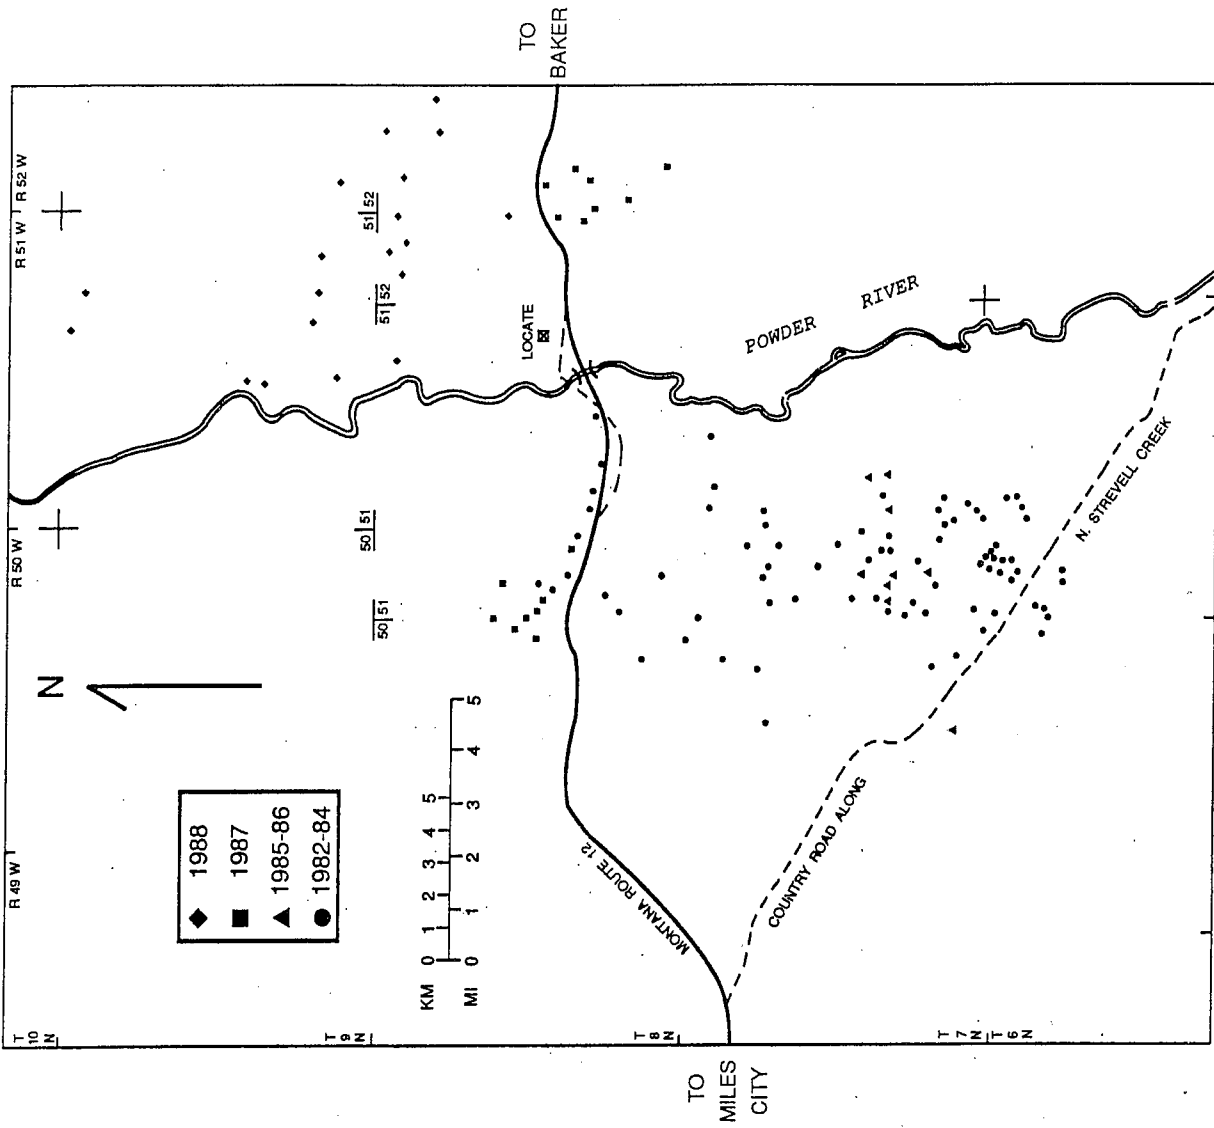 TO
BAKER
R 52 W
R 51 W
R 50 W
R 49 W
51 52
51 52
50 51
50 51
LOCATE
POWDER RIVER
N
1988
1987
1985-86
1982-84
KM 0 1 2 3 4 5
MI 0 1 2 3 4 5
MONTANA ROUTE 12
COUNTRY ROAD ALONG
N. STREVELL CREEK
T 10 N
T 9 N
T 8 N
T 7 N
T 6 N
TO
MILES
CITY